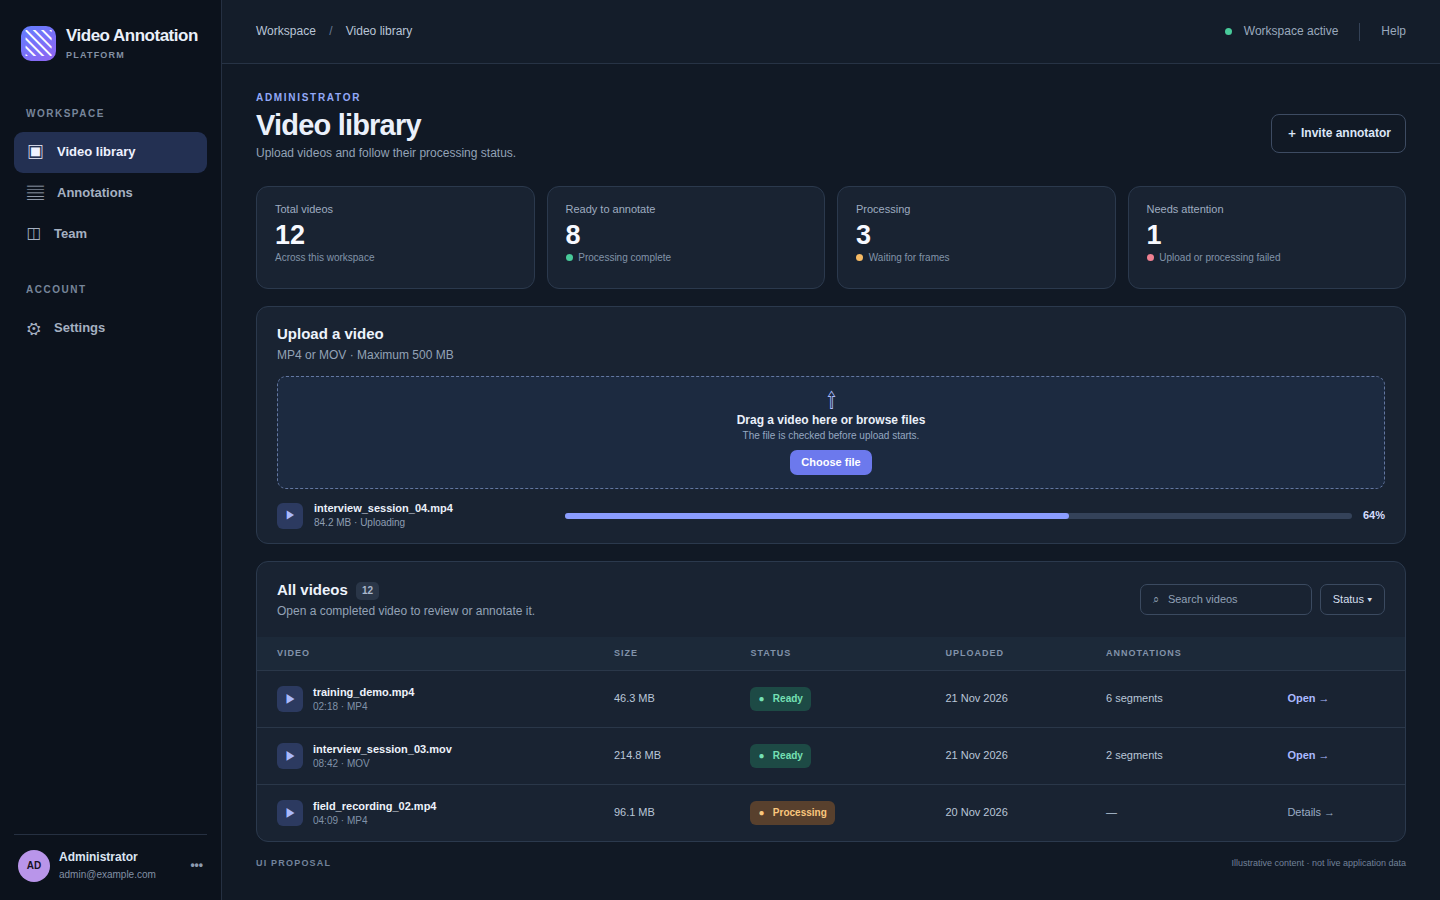 Video Annotation
PLATFORM
WORKSPACE
Video library
Annotations
Team
ACCOUNT
Settings
AD
Administrator
admin@example.com
•••
Workspace / Video library
Workspace active
Help
ADMINISTRATOR
Video library
Upload videos and follow their processing status.
+ Invite annotator
Total videos
12
Across this workspace
Ready to annotate
8
Processing complete
Processing
3
Waiting for frames
Needs attention
1
Upload or processing failed
Upload a video
MP4 or MOV · Maximum 500 MB
Drag a video here or browse files
The file is checked before upload starts.
Choose file
interview_session_04.mp4
84.2 MB · Uploading
64%
All videos 12
Open a completed video to review or annotate it.
Search videos
Status ▾
VIDEO SIZE STATUS UPLOADED ANNOTATIONS
training_demo.mp4
02:18 · MP4
46.3 MB
Ready
21 Nov 2026
6 segments
Open →
interview_session_03.mov
08:42 · MOV
214.8 MB
Ready
21 Nov 2026
2 segments
Open →
field_recording_02.mp4
04:09 · MP4
96.1 MB
Processing
20 Nov 2026
—
Details →
UI PROPOSAL
Illustrative content · not live application data